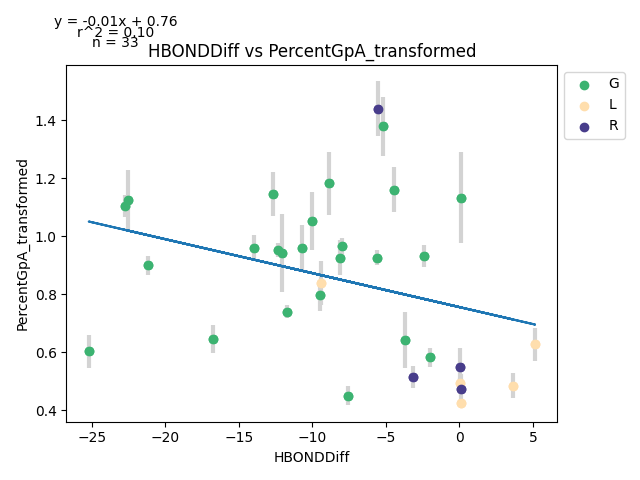 y = -0.01x + 0.76
r^2 = 0.10
n = 33
HBONDDiff vs PercentGpA_transformed
G
L
R
PercentGpA_transformed
1.4
1.2
1.0
0.8
0.6
0.4
−25
−20
−15
−10
−5
0
5
HBONDDiff